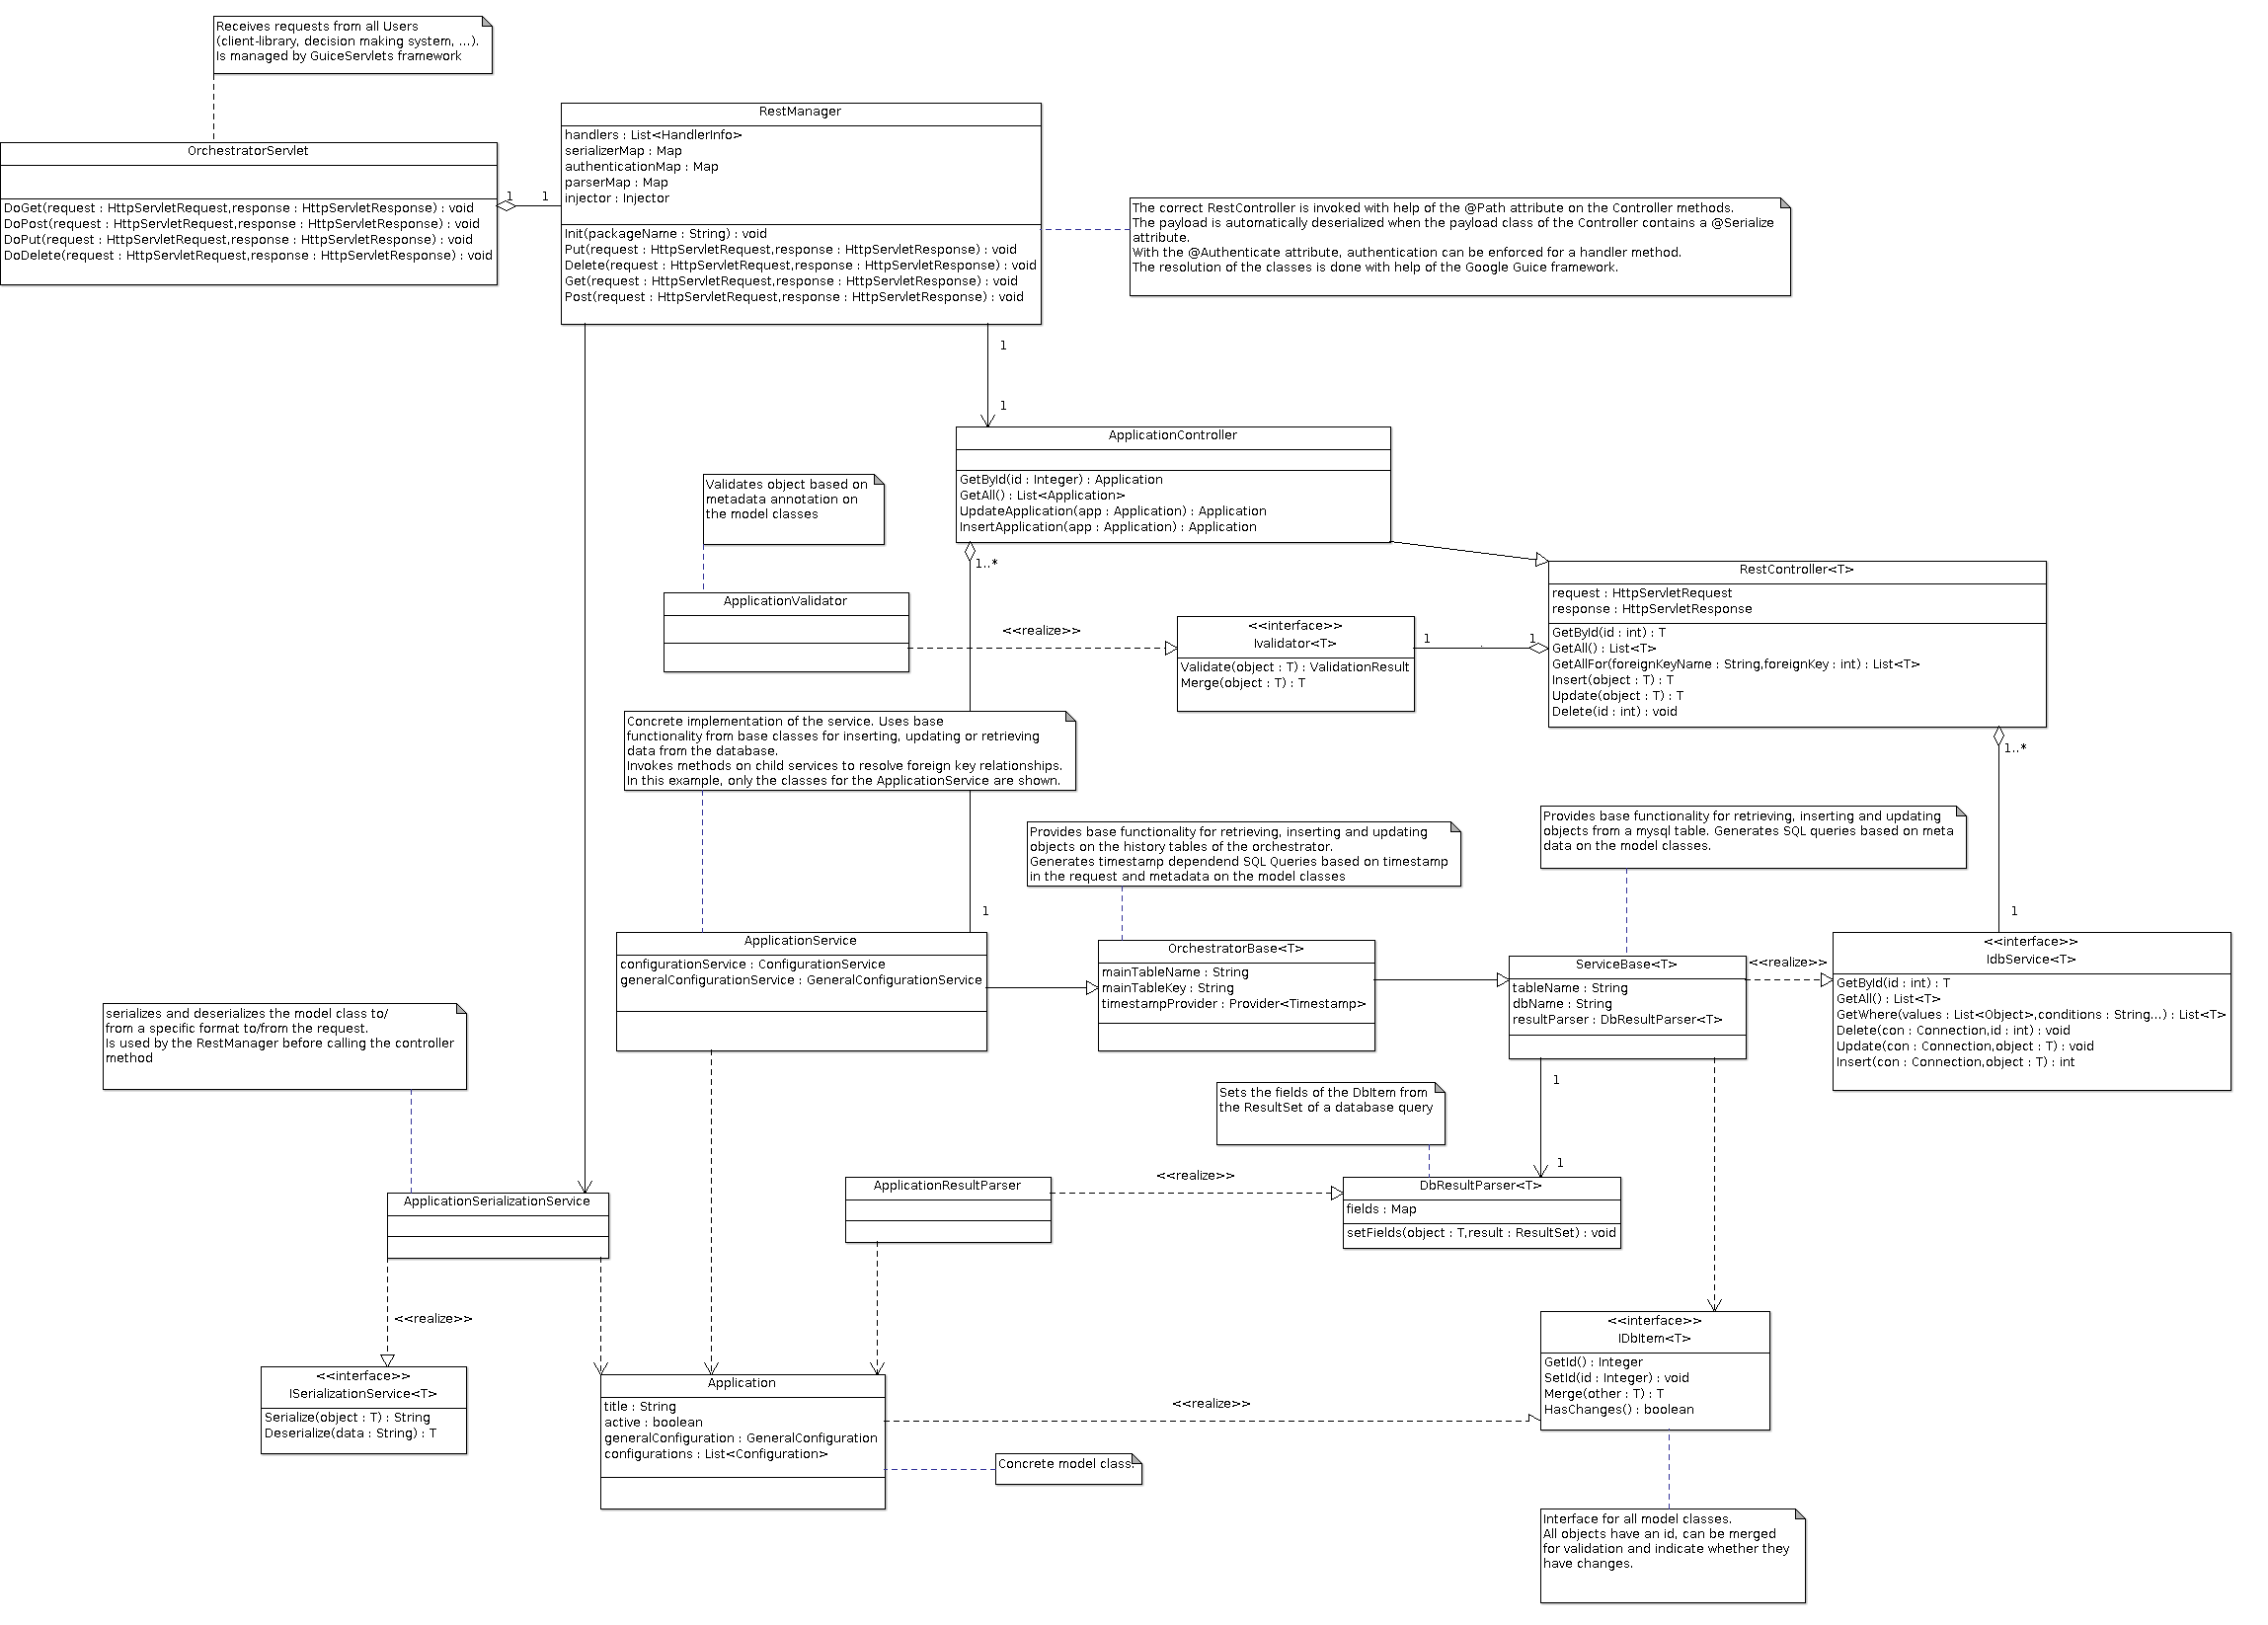 Receives requests from all Users
(client-library, decision making system, ...).
Is managed by GuiceServlets framework
OrchestratorServlet
DoGet(request : HttpServletRequest,response : HttpServletResponse) : void
DoPost(request : HttpServletRequest,response : HttpServletResponse) : void
DoPut(request : HttpServletRequest,response : HttpServletResponse) : void
DoDelete(request : HttpServletRequest,response : HttpServletResponse) : void
1
1
RestManager
handlers : List<HandlerInfo>
serializerMap : Map
authenticationMap : Map
parserMap : Map
injector : Injector
Init(packageName : String) : void
Put(request : HttpServletRequest,response : HttpServletResponse) : void
Delete(request : HttpServletRequest,response : HttpServletResponse) : void
Get(request : HttpServletRequest,response : HttpServletResponse) : void
Post(request : HttpServletRequest,response : HttpServletResponse) : void
The correct RestController is invoked with help of the @Path attribute on the Controller methods.
The payload is automatically deserialized when the payload class of the Controller contains a @Serialize
attribute.
With the @Authenticate attribute, authentication can be enforced for a handler method.
The resolution of the classes is done with help of the Google Guice framework.
1
1
ApplicationController
GetById(id : Integer) : Application
GetAll() : List<Application>
UpdateApplication(app : Application) : Application
InsertApplication(app : Application) : Application
1..*
Validates object based on
metadata annotation on
the model classes
ApplicationValidator
<<realize>>
<<interface>>
Ivalidator<T>
Validate(object : T) : ValidationResult
Merge(object : T) : T
1
1
RestController<T>
request : HttpServletRequest
response : HttpServletResponse
GetById(id : int) : T
GetAll() : List<T>
GetAllFor(foreignKeyName : String,foreignKey : int) : List<T>
Insert(object : T) : T
Update(object : T) : T
Delete(id : int) : void
1..*
Concrete implementation of the service. Uses base
functionality from base classes for inserting, updating or retrieving
data from the database.
Invokes methods on child services to resolve foreign key relationships.
In this example, only the classes for the ApplicationService are shown.
Provides base functionality for retrieving, inserting and updating
objects on the history tables of the orchestrator.
Generates timestamp dependend SQL Queries based on timestamp
in the request and metadata on the model classes
Provides base functionality for retrieving, inserting and updating
objects from a mysql table. Generates SQL queries based on meta
data on the model classes.
1
1
ApplicationService
configurationService : ConfigurationService
generalConfigurationService : GeneralConfigurationService
OrchestratorBase<T>
mainTableName : String
mainTableKey : String
timestampProvider : Provider<Timestamp>
ServiceBase<T>
tableName : String
dbName : String
resultParser : DbResultParser<T>
<<realize>>
<<interface>>
IdbService<T>
GetById(id : int) : T
GetAll() : List<T>
GetWhere(values : List<Object>,conditions : String...) : List<T>
Delete(con : Connection,id : int) : void
Update(con : Connection,object : T) : void
Insert(con : Connection,object : T) : int
serializes and deserializes the model class to/
from a specific format to/from the request.
Is used by the RestManager before calling the controller
method
Sets the fields of the DbItem from
the ResultSet of a database query
1
1
ApplicationSerializationService
ApplicationResultParser
<<realize>>
DbResultParser<T>
fields : Map
setFields(object : T,result : ResultSet) : void
<<realize>>
<<interface>>
ISerializationService<T>
Serialize(object : T) : String
Deserialize(data : String) : T
Application
title : String
active : boolean
generalConfiguration : GeneralConfiguration
configurations : List<Configuration>
<<realize>>
<<interface>>
IDbItem<T>
GetId() : Integer
SetId(id : Integer) : void
Merge(other : T) : T
HasChanges() : boolean
Concrete model class.
Interface for all model classes.
All objects have an id, can be merged
for validation and indicate whether they
have changes.